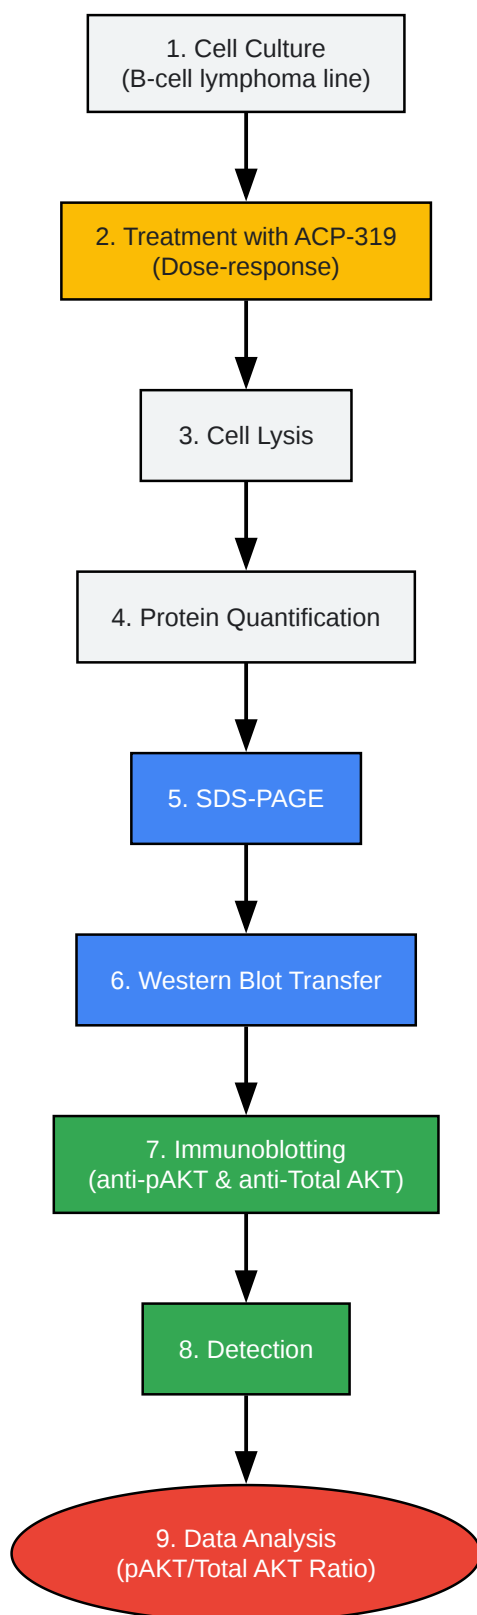 1. Cell Culture
(B-cell lymphoma line)
2. Treatment with ACP-319
(Dose-response)
3. Cell Lysis
4. Protein Quantification
5. SDS-PAGE
6. Western Blot Transfer
7. Immunoblotting
(anti-pAKT & anti-Total AKT)
8. Detection
9. Data Analysis
(pAKT/Total AKT Ratio)